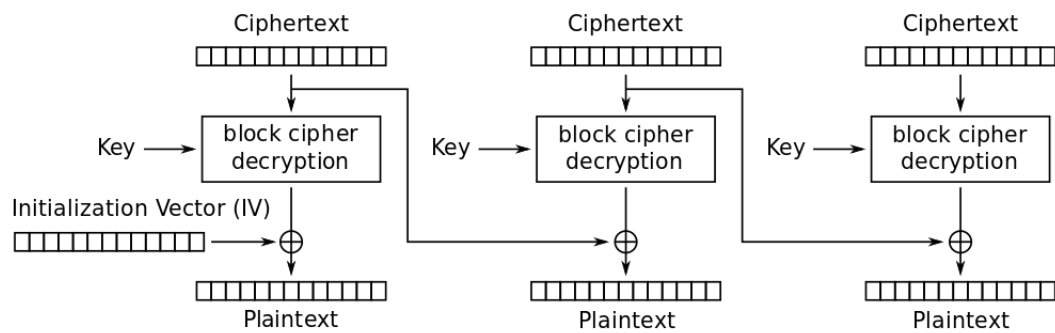 Ciphertext
Ciphertext
Ciphertext
Key
block cipher
decryption
Key
block cipher
decryption
Key
block cipher
decryption
Initialization Vector (IV)
Plaintext
Plaintext
Plaintext